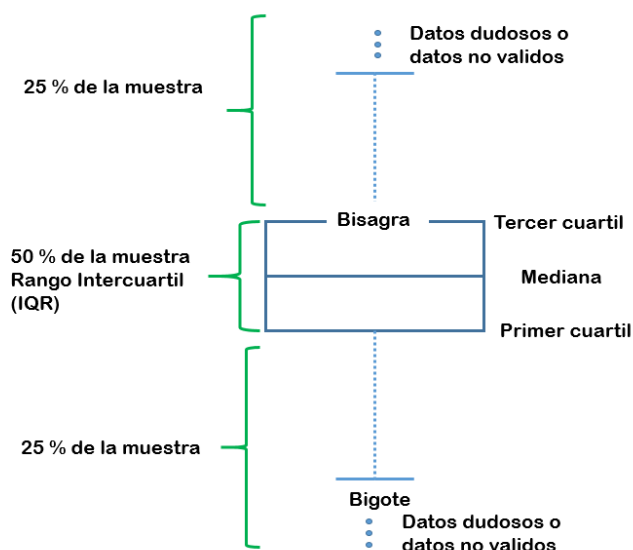 Datos dudosos o
datos no validos
25 % de la muestra
Bisagra
Tercer cuartil
50 % de la muestra
Rango Intercuartil
(IQR)
Mediana
Primer cuartil
25 % de la muestra
Bigote
Datos dudosos o
datos no validos